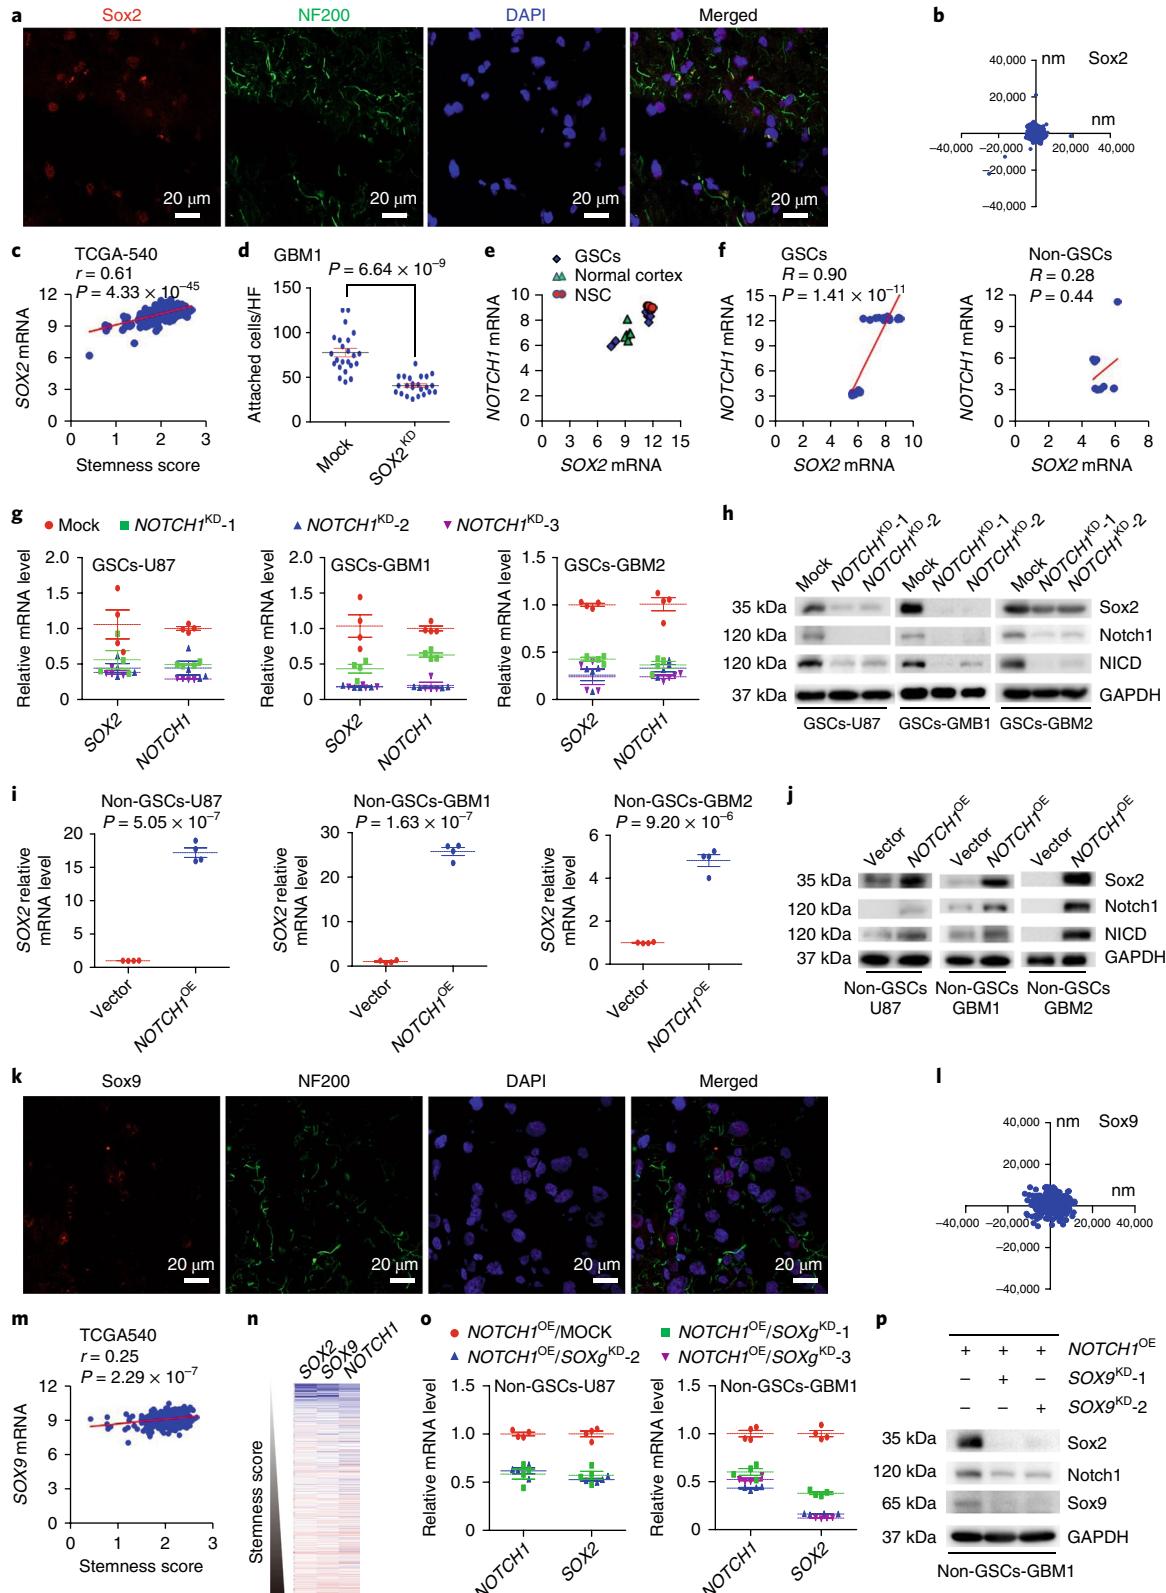 a Sox2 NF200 DAPI Merged
20 μm 20 μm 20 μm 20 μm
b
nm Sox2
40,000
20,000
nm
−40,000 −20,000 20,000 40,000
−20,000
−40,000
c TCGA-540
r = 0.61
P = 4.33 × 10−45
12
9
6
3
0 1 2 3
SOX2 mRNA
Stemness score
d GBM1
P = 6.64 × 10−9
150
100
50
0
Attached cells/HF
Mock SOX2KD
e GSCs
Normal cortex
NSC
10
8
6
4
2
0
0 3 6 9 12 15
NOTCH1 mRNA
SOX2 mRNA
f GSCs
R = 0.90
P = 1.41 × 10−11
15
12
9
6
3
0 2 4 6 8 10
NOTCH1 mRNA
SOX2 mRNA
Non-GSCs
R = 0.28
P = 0.44
12
9
6
3
0
0 2 4 6 8
NOTCH1 mRNA
SOX2 mRNA
g Mock NOTCH1KD-1 NOTCH1KD-2 NOTCH1KD-3
GSCs-U87
2.0
1.5
1.0
0.5
0
Relative mRNA level
SOX2 NOTCH1
GSCs-GBM1
2.0
1.5
1.0
0.5
0
Relative mRNA level
SOX2 NOTCH1
GSCs-GBM2
1.5
1.0
0.5
0
Relative mRNA level
SOX2 NOTCH1
h
Mock NOTCH1KD-1 NOTCH1KD-2 Mock NOTCH1KD-1 NOTCH1KD-2 Mock NOTCH1KD-1 NOTCH1KD-2
35 kDa Sox2
120 kDa Notch1
120 kDa NICD
37 kDa GAPDH
GSCs-U87 GSCs-GMB1 GSCs-GBM2
i Non-GSCs-U87
P = 5.05 × 10−7
20
15
10
5
0
SOX2 relative
mRNA level
Vector NOTCH1OE
Non-GSCs-GBM1
P = 1.63 × 10−7
30
20
10
0
SOX2 relative
mRNA level
Vector NOTCH1OE
Non-GSCs-GBM2
P = 9.20 × 10−6
6
4
2
0
SOX2 relative
mRNA level
Vector NOTCH1OE
j
Vector NOTCH1OE Vector NOTCH1OE Vector NOTCH1OE
35 kDa Sox2
120 kDa Notch1
120 kDa NICD
37 kDa GAPDH
Non-GSCs Non-GSCs Non-GSCs
U87 GBM1 GBM2
k Sox9 NF200 DAPI Merged
20 μm 20 μm 20 μm 20 μm
l
nm Sox9
40,000
20,000
nm
−40,000 −20,000 20,000 40,000
−20,000
−40,000
m TCGA540
r = 0.25
P = 2.29 × 10−7
12
9
6
3
0
0 1 2 3
SOX9 mRNA
Stemness score
n
SOX2 SOX9 NOTCH1
Stemness score
o NOTCH1OE/MOCK NOTCH1OE/SOXgKD-1
NOTCH1OE/SOXgKD-2 NOTCH1OE/SOXgKD-3
Non-GSCs-U87
1.5
1.0
0.5
0
Relative mRNA level
NOTCH1 SOX2
Non-GSCs-GBM1
1.5
1.0
0.5
0
Relative mRNA level
NOTCH1 SOX2
p
+ + + NOTCH1OE
− + − SOX9KD-1
− − + SOX9KD-2
35 kDa Sox2
120 kDa Notch1
65 kDa Sox9
37 kDa GAPDH
Non-GSCs-GBM1